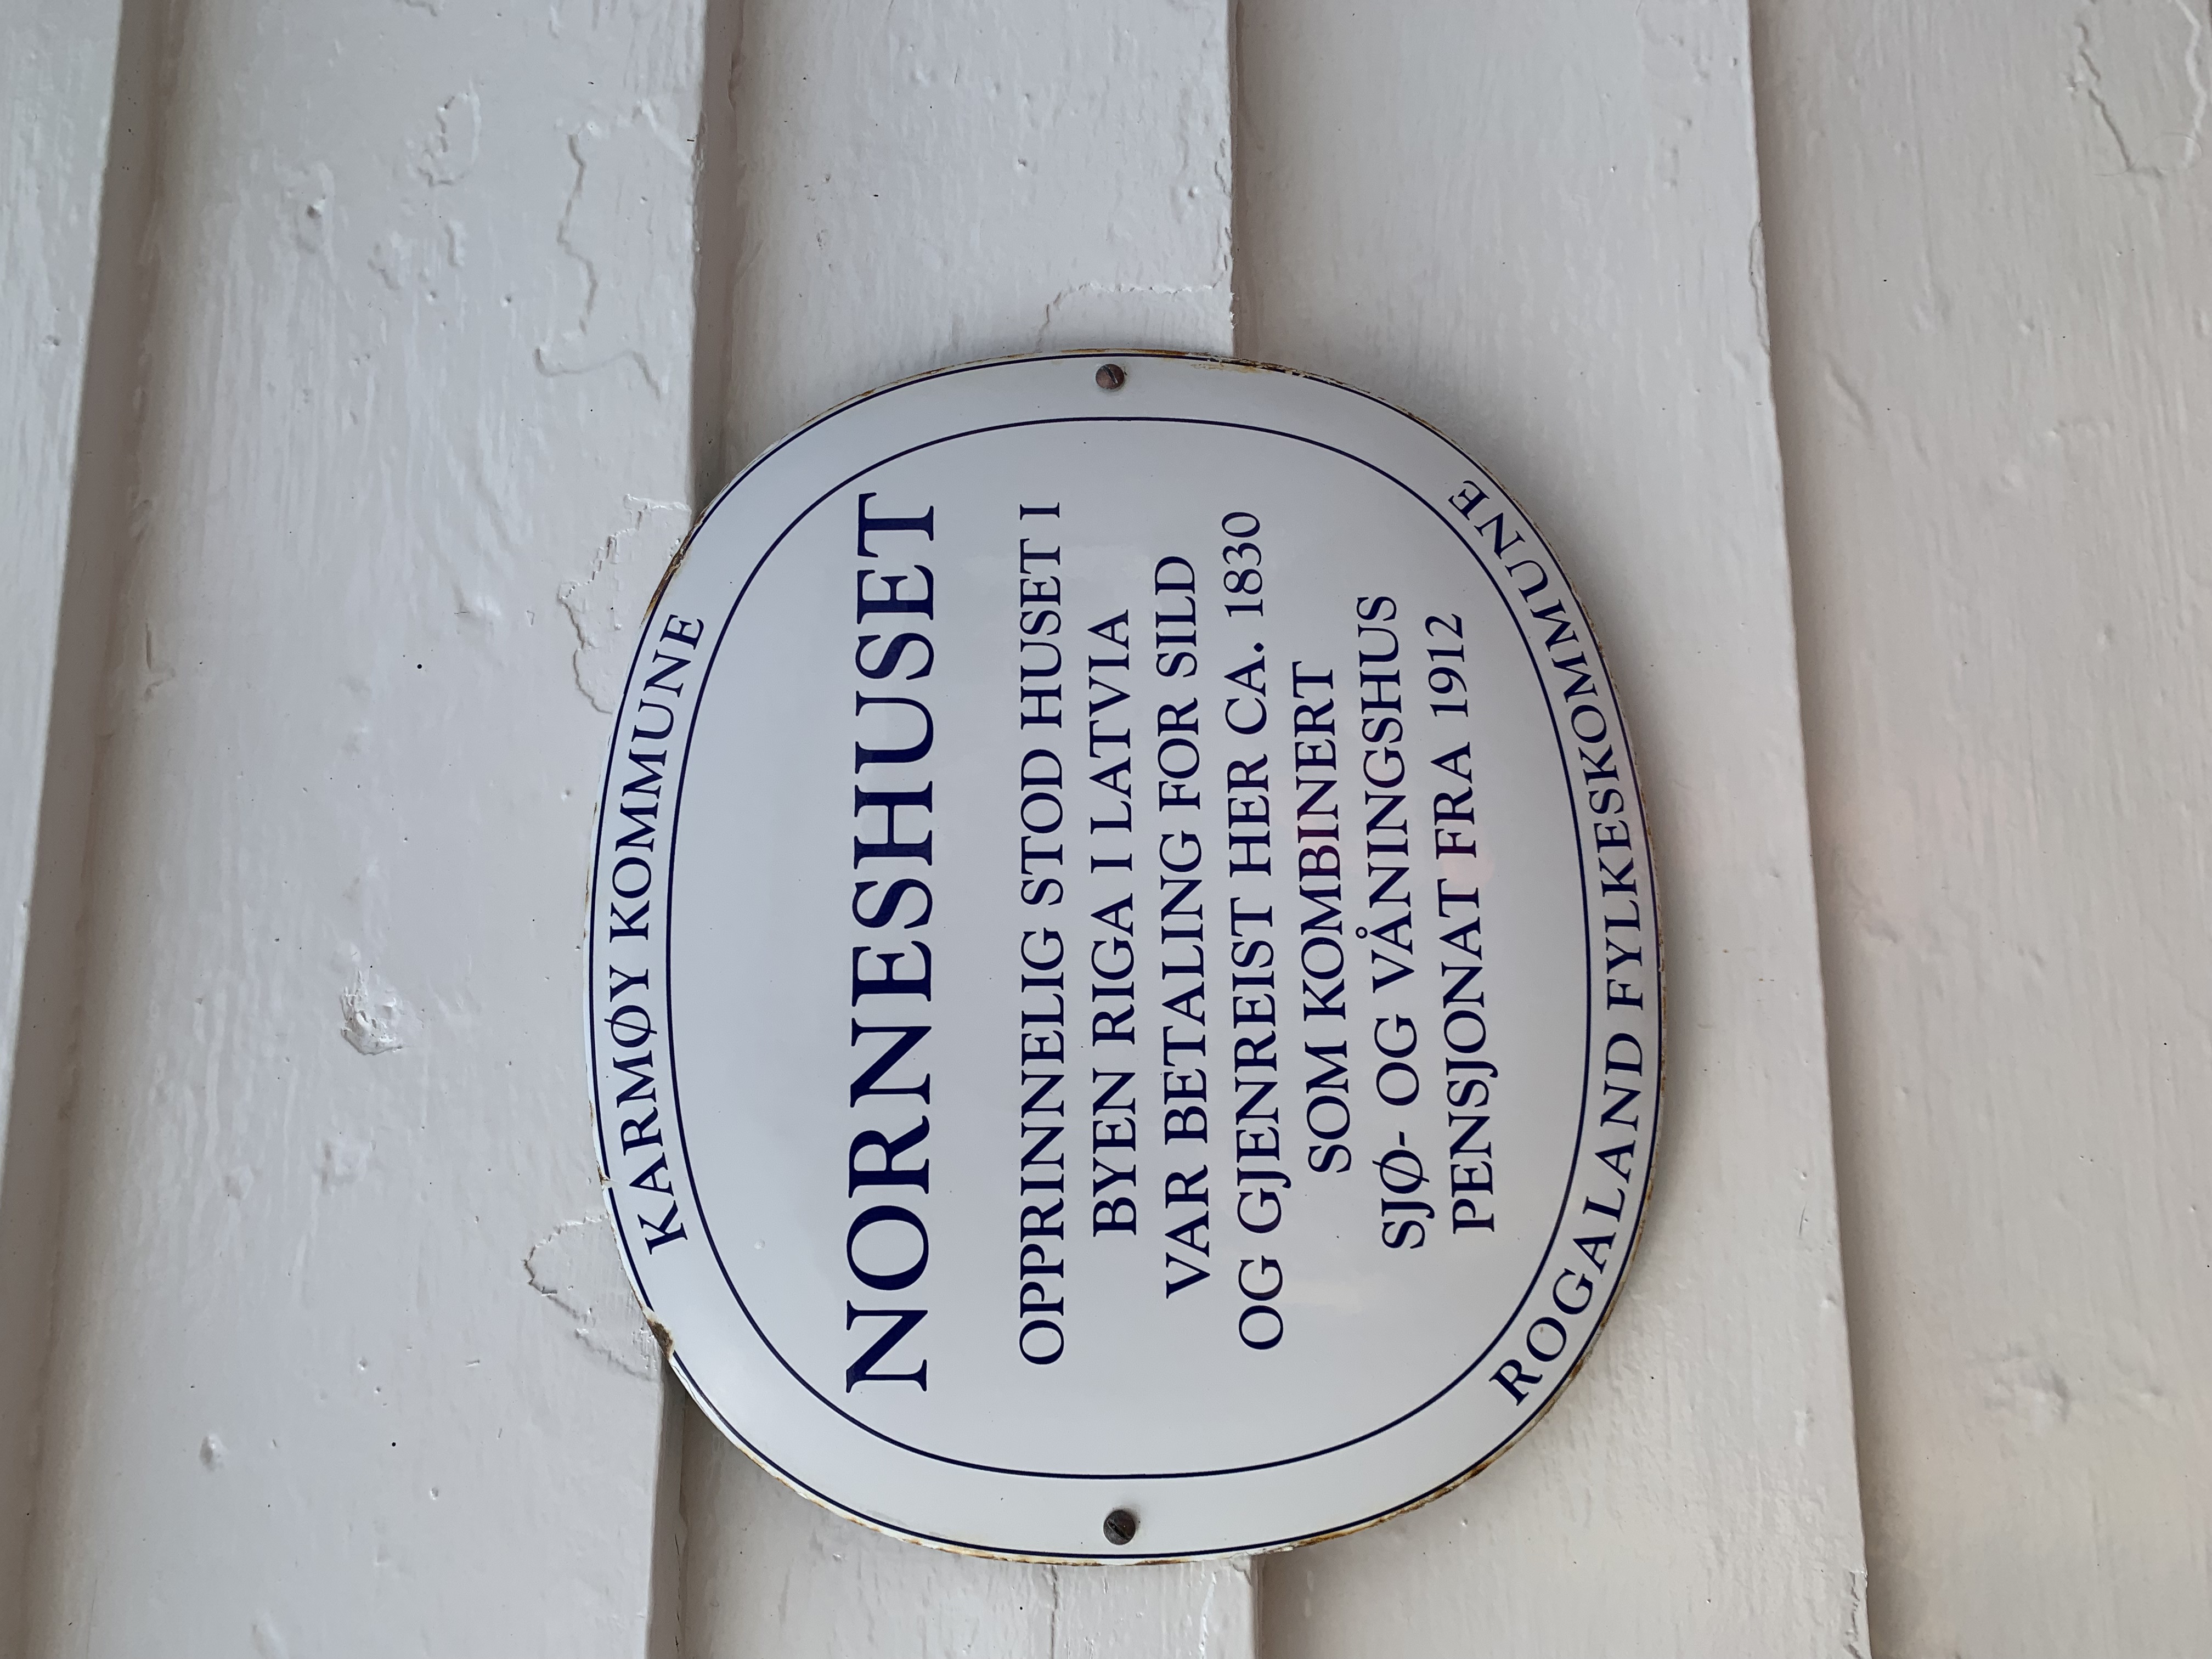 KARMØY KOMMUNE
NORNESHUSET
OPPRINNELIG STOD HUSET I
BYEN RIGA I LATVIA
VAR BETALING FOR SILD
OG GJENREIST HER CA. 1830
SOM KOMBINERT
SJØ- OG VÅNINGSHUS
PENSJONAT FRA 1912
ROGALAND FYLKESKOMMUNE